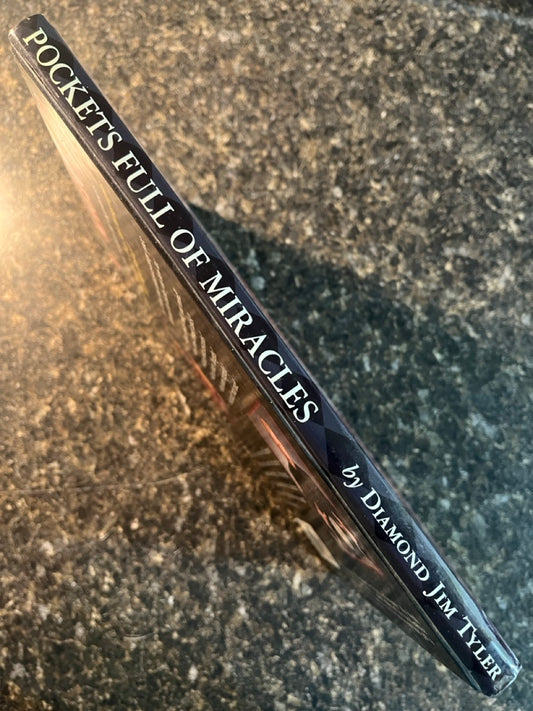 POCKETS FULL OF MIRACLES by DIAMOND JIM TYLER